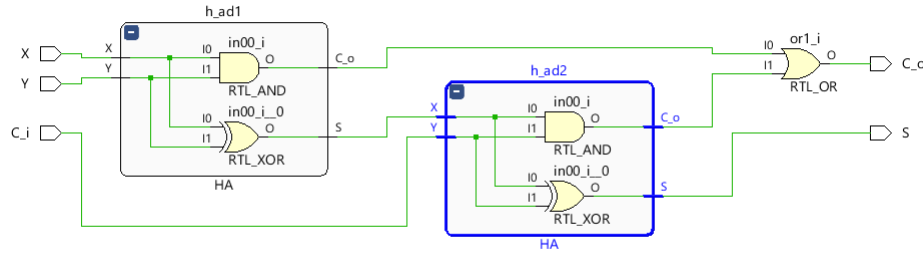 h_ad1
X
Y
C_i
X
Y
in00_i
I0
I1
O
RTL_AND
in00_i__0
I0
I1
O
RTL_XOR
C_o
S
HA
h_ad2
X
Y
in00_i
I0
I1
O
RTL_AND
in00_i__0
I0
I1
O
RTL_XOR
C_o
S
HA
or1_i
I0
I1
O
RTL_OR
C_o
S